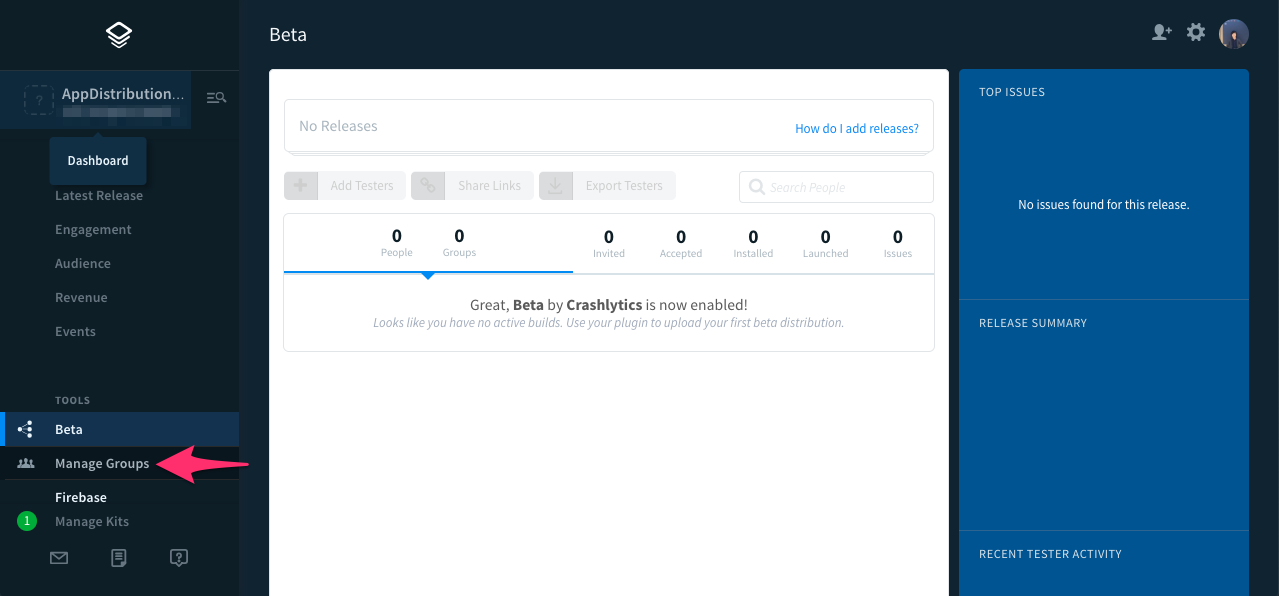 Beta
AppDistribution...
?
Dashboard
Latest Release
Engagement
Audience
Revenue
Events
TOOLS
Beta
Manage Groups
Firebase
1
Manage Kits
?
No Releases
How do I add releases?
Add Testers
Share Links
Export Testers
Search People
0 0 0 0 0 0 0
People Groups Invited Accepted Installed Launched Issues
Great, Beta by Crashlytics is now enabled!
Looks like you have no active builds. Use your plugin to upload your first beta distribution.
TOP ISSUES
No issues found for this release.
RELEASE SUMMARY
RECENT TESTER ACTIVITY